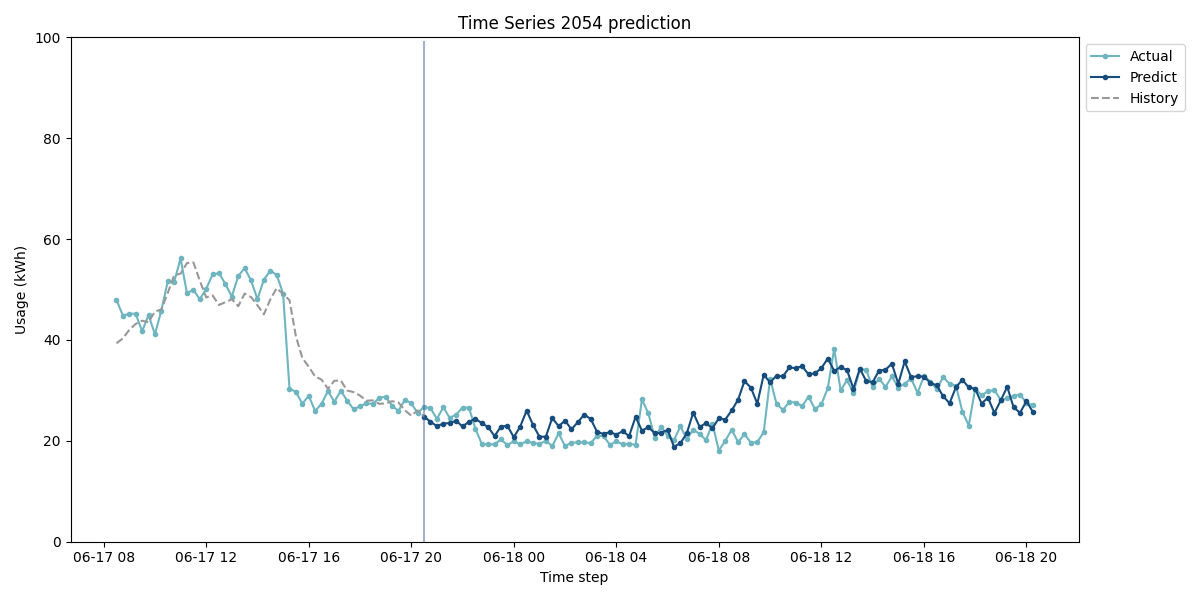 Time Series 2054 prediction
Actual
Predict
History
Usage (kWh)
100
80
60
40
20
0
06-17 08
06-17 12
06-17 16
06-17 20
06-18 00
06-18 04
06-18 08
06-18 12
06-18 16
06-18 20
Time step